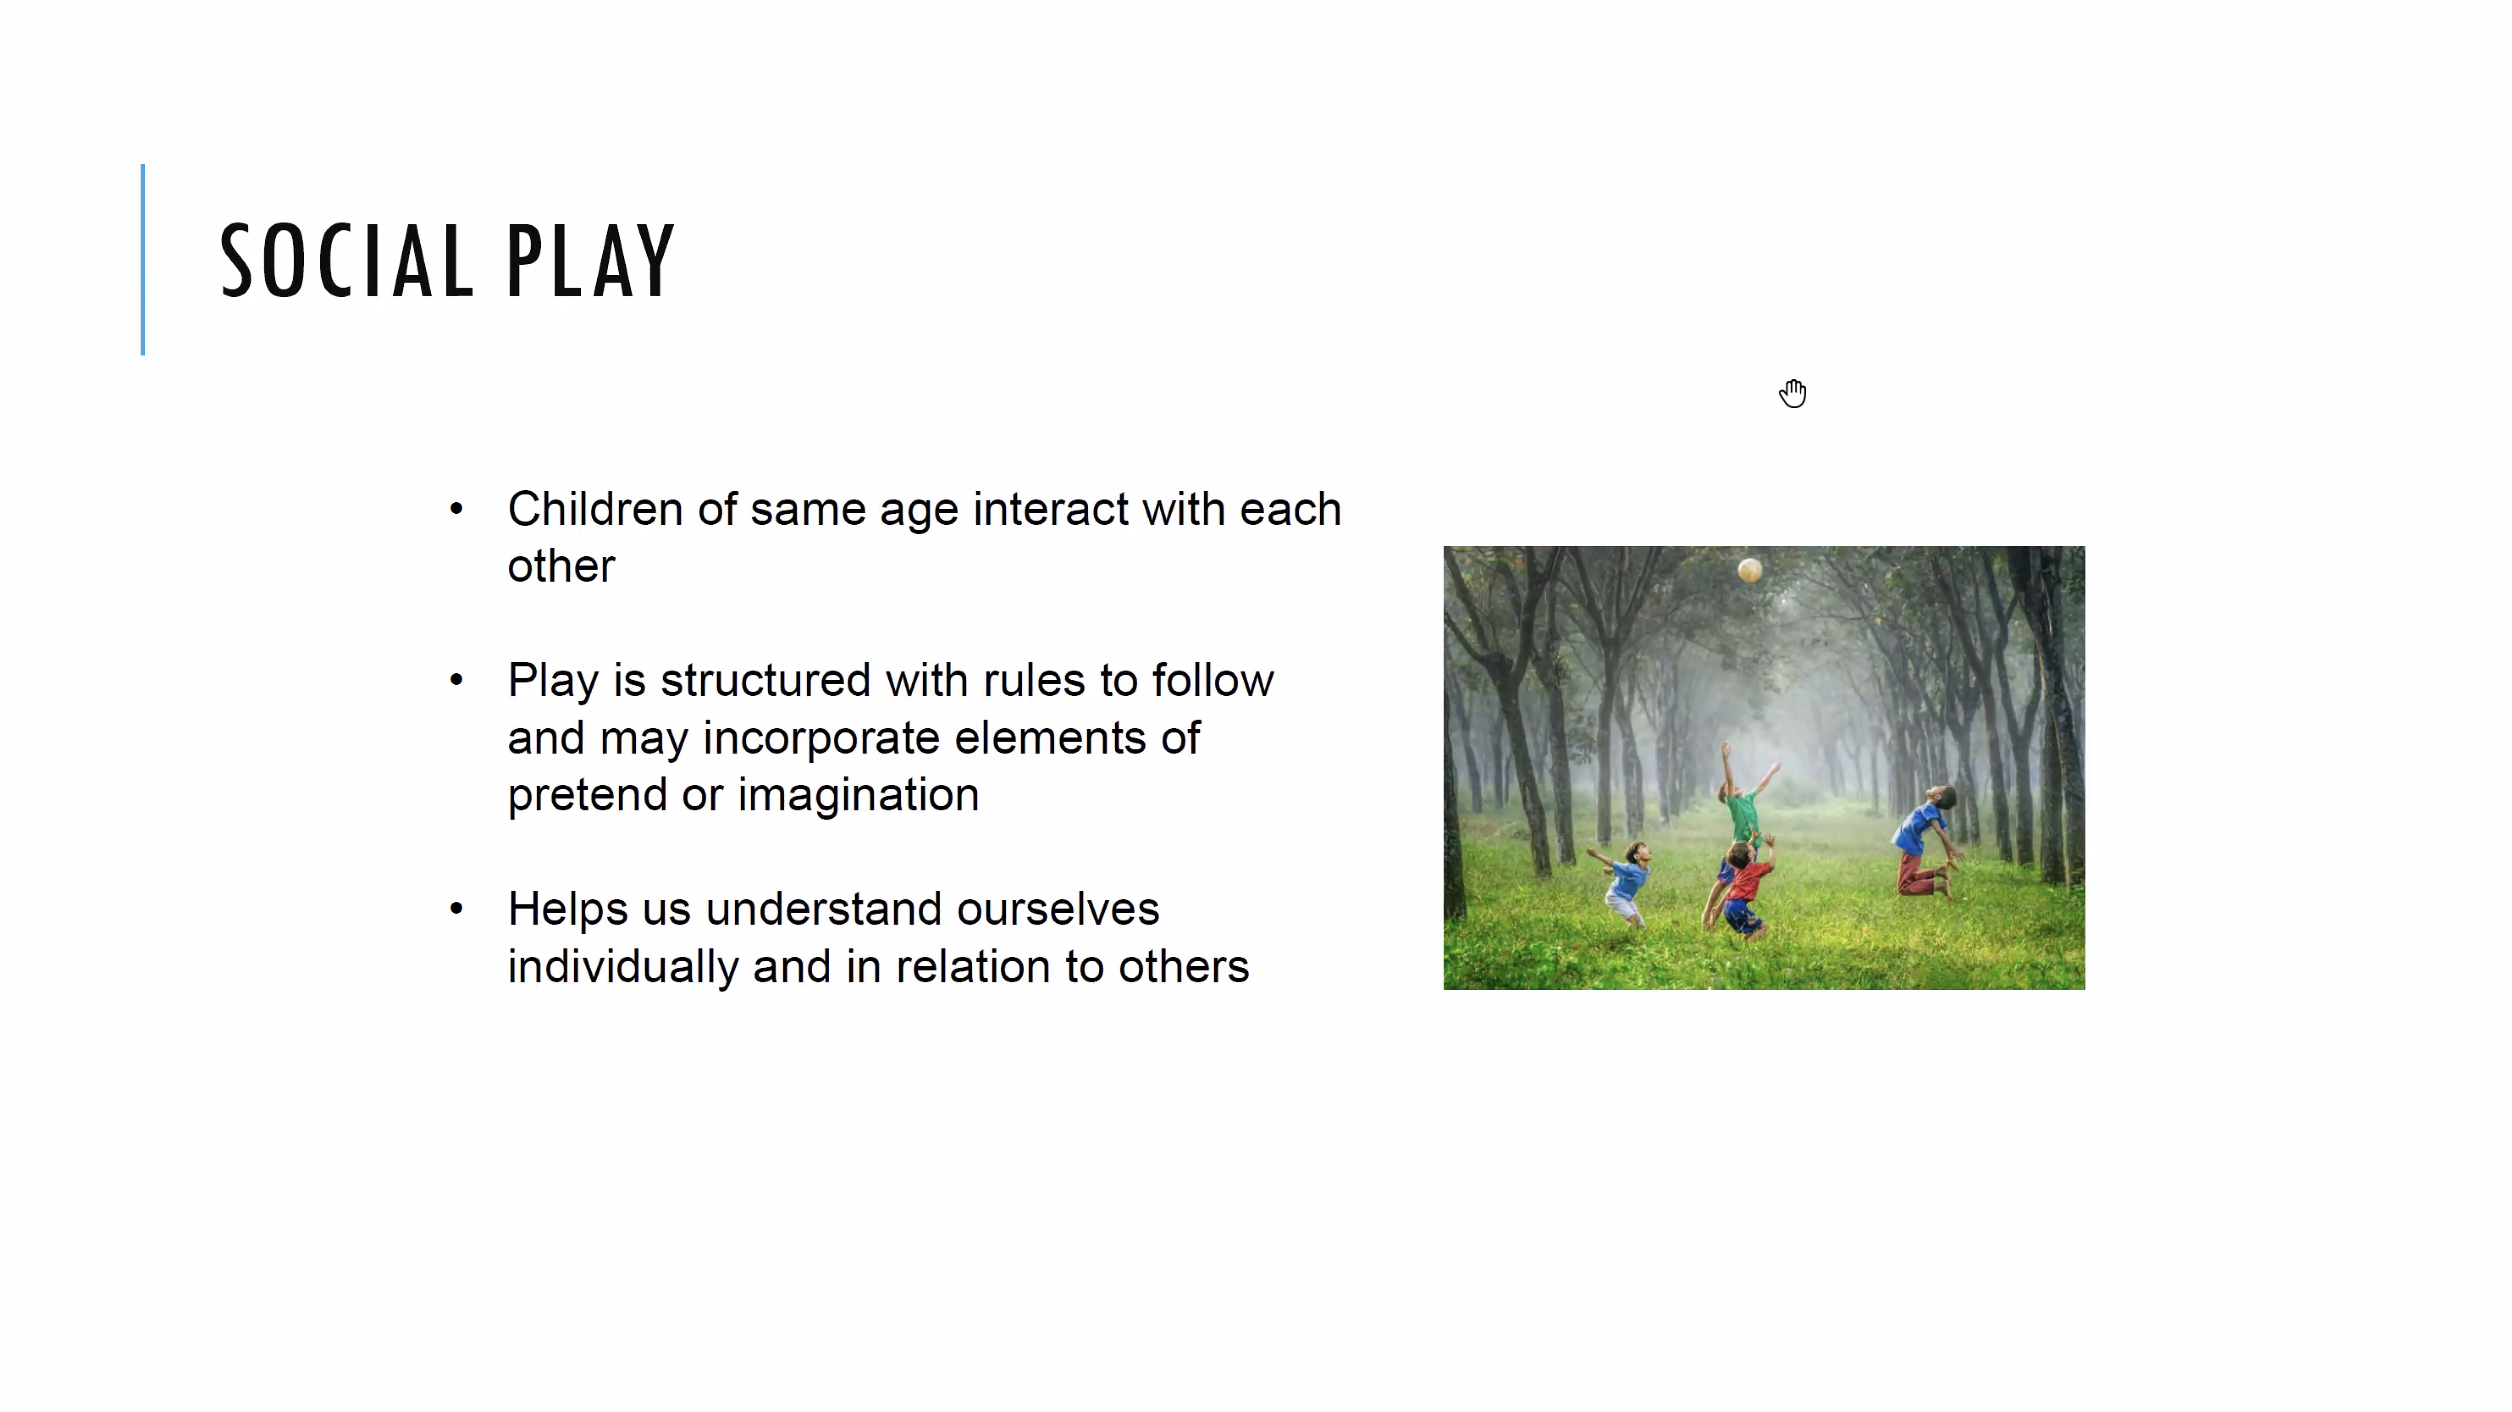 SOCIAL PLAY
• Children of same age interact with each
other
• Play is structured with rules to follow
and may incorporate elements of
pretend or imagination
• Helps us understand ourselves
individually and in relation to others